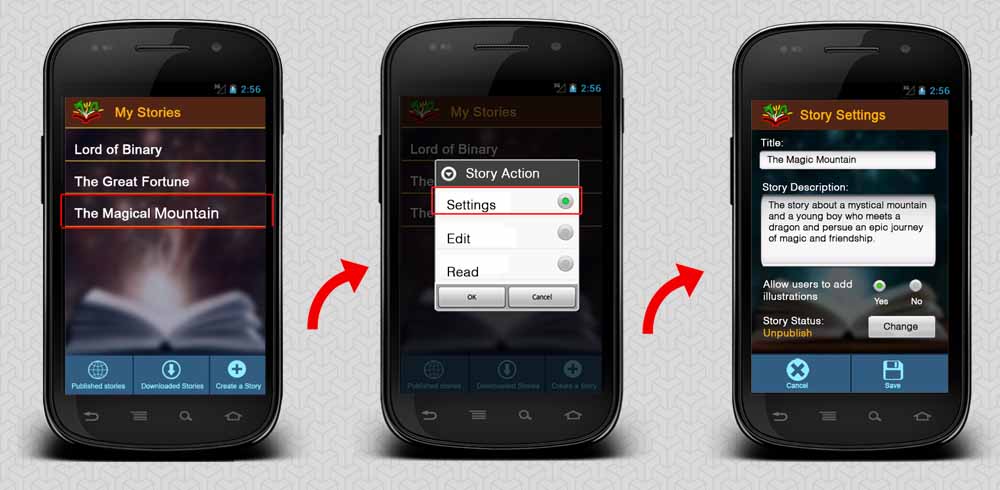 2:56
My Stories
Lord of Binary
The Great Fortune
The Magical Mountain
Published stories
Downloaded Stories
Create a Story
2:56
My Stories
Lord of Binary
The
The
Story Action
Settings
Edit
Read
OK
Cancel
Published stories
Downloaded Stories
Create a Story
2:56
Story Settings
Title:
The Magic Mountain
Story Description:
The story about a mystical mountain
and a young boy who meets a
dragon and persue an epic journey
of magic and friendship.
Allow users to add
illustrations
Yes
No
Story Status:
Unpublish
Change
Cancel
Save